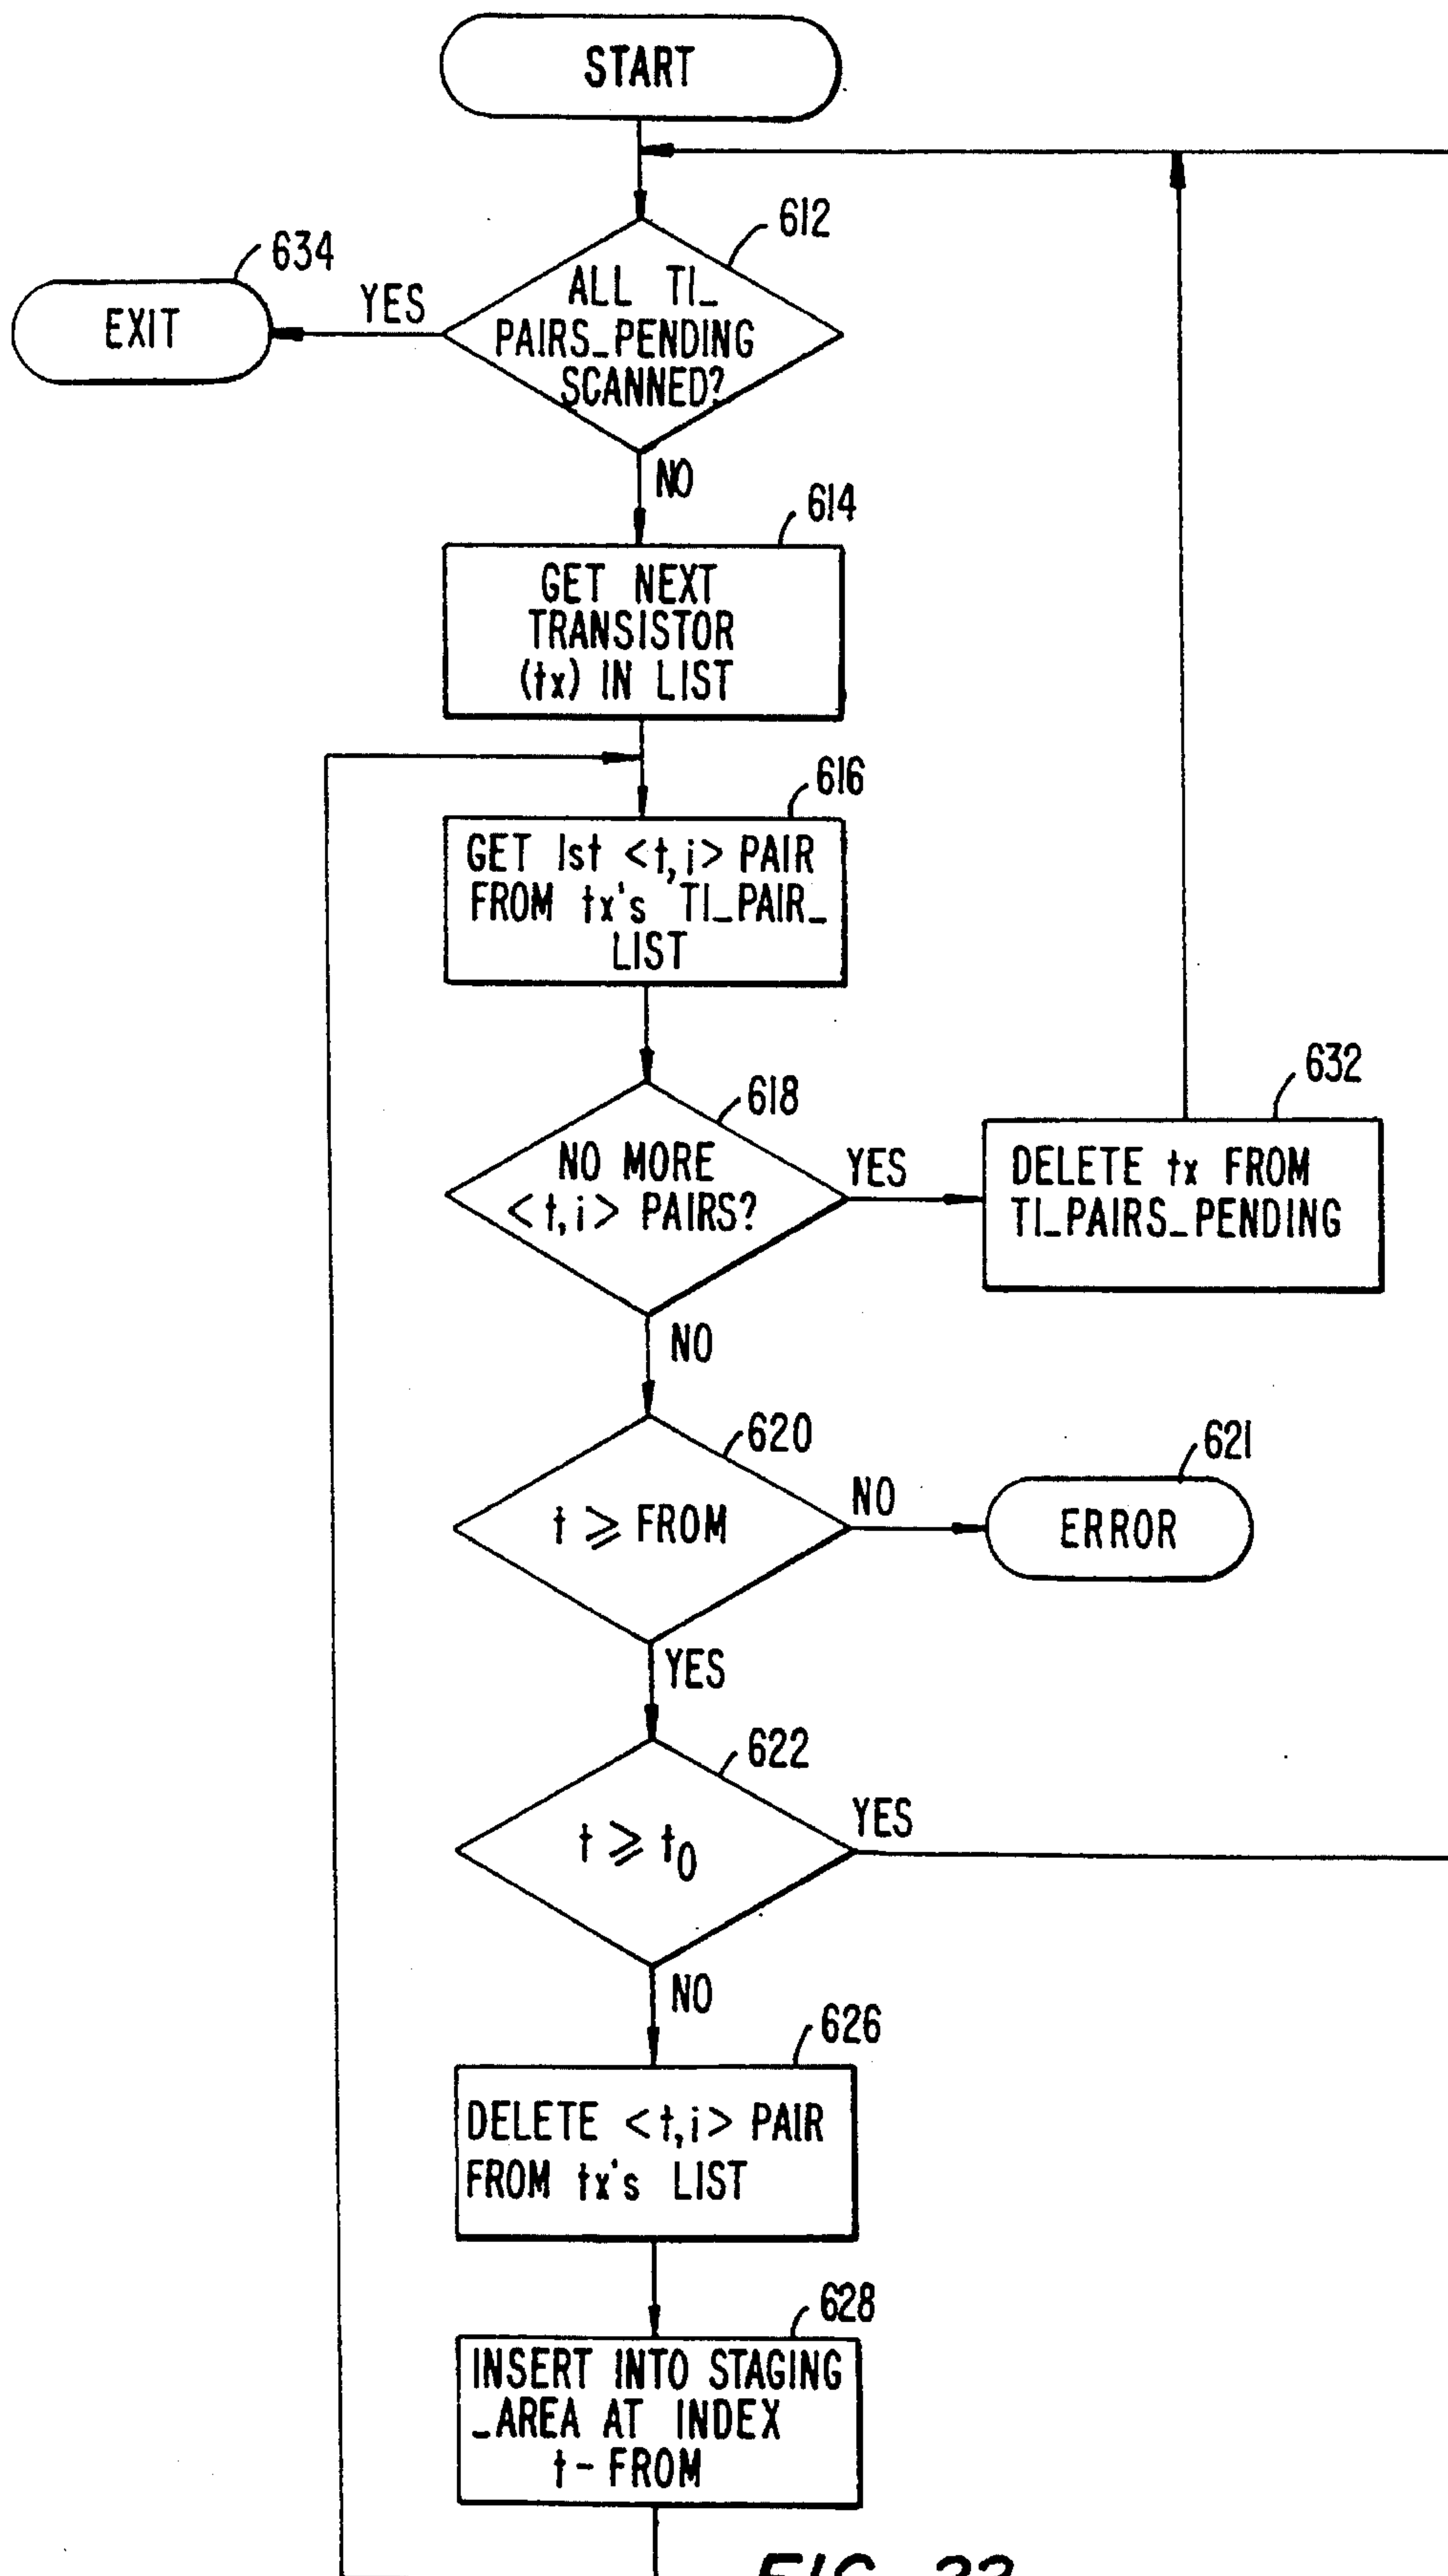 START
612
634
ALL TI_
PAIRS_PENDING
SCANNED?
YES
EXIT
NO
614
GET NEXT
TRANSISTOR
(tx) IN LIST
616
GET 1st <t,i> PAIR
FROM tx's TI_PAIR_
LIST
618
NO MORE
<t,i> PAIRS?
YES
632
DELETE tx FROM
TI_PAIRS_PENDING
NO
620
t ⩾ FROM
NO
621
ERROR
YES
622
t ⩾ t0
YES
NO
626
DELETE <t,i> PAIR
FROM tx's LIST
628
INSERT INTO STAGING
_AREA AT INDEX
t- FROM